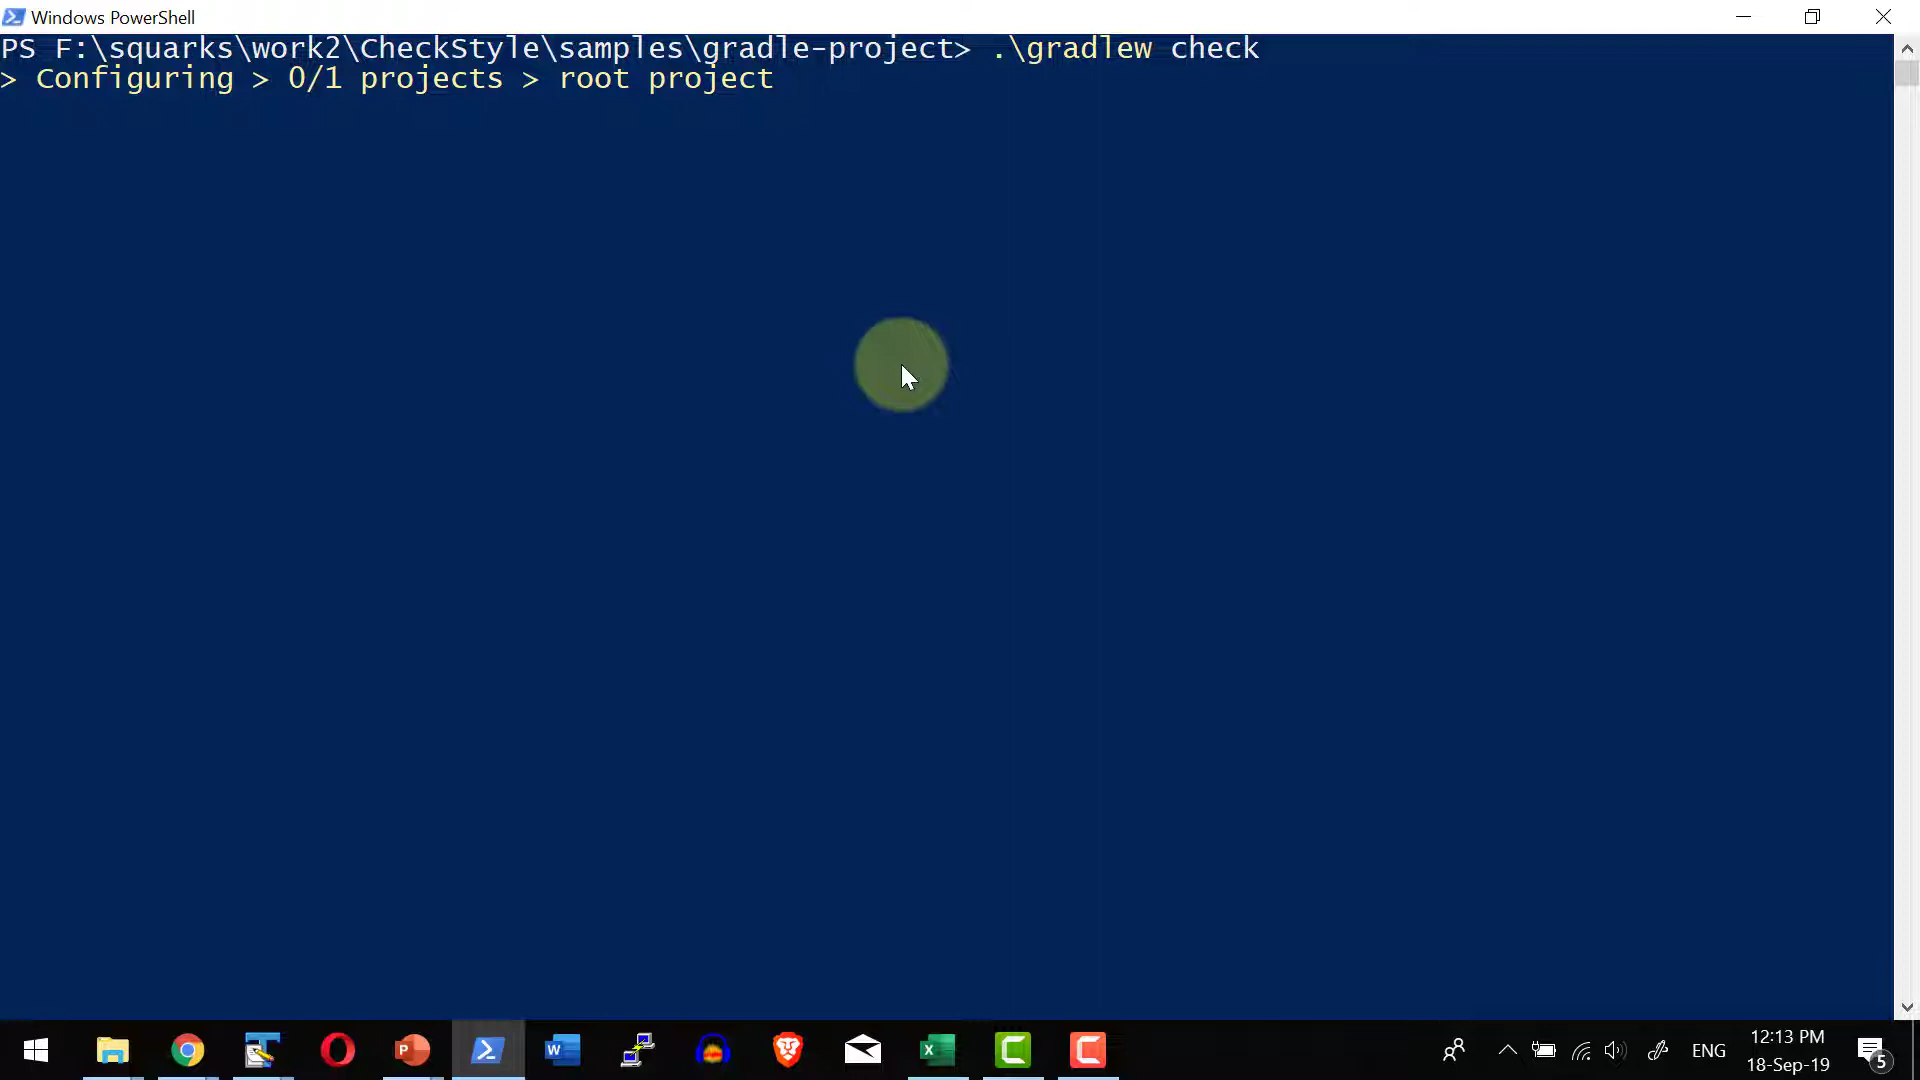 Windows PowerShell
PS F:\squarks\work2\CheckStyle\samples\gradle-project> .\gradlew check
> Configuring > 0/1 projects > root project
ENG
12:13 PM
18-Sep-19
5